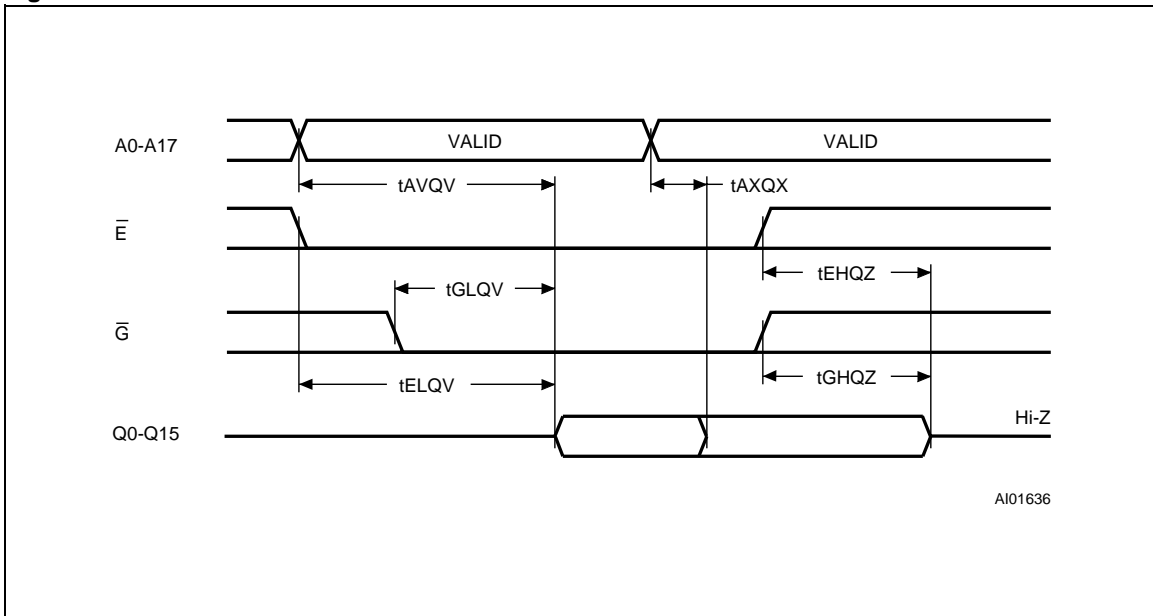 A0-A17
VALID
VALID
tAVQV
tAXQX
E̅
tEHQZ
tGLQV
G̅
tGHQZ
tELQV
Q0-Q15
Hi-Z
AI01636